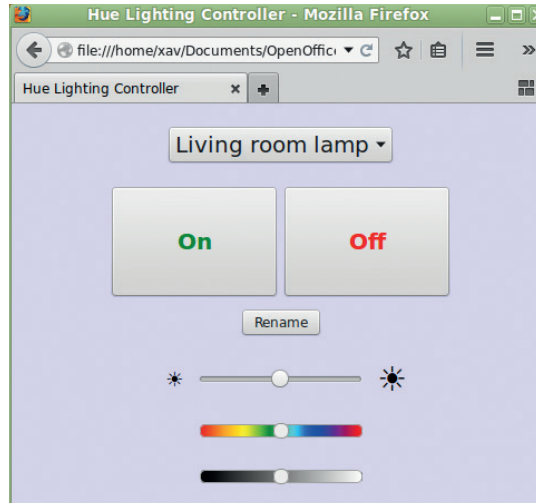 Hue Lighting Controller - Mozilla Firefox
file:///home/xav/Documents/OpenOffic
Hue Lighting Controller
Living room lamp
On Off
Rename